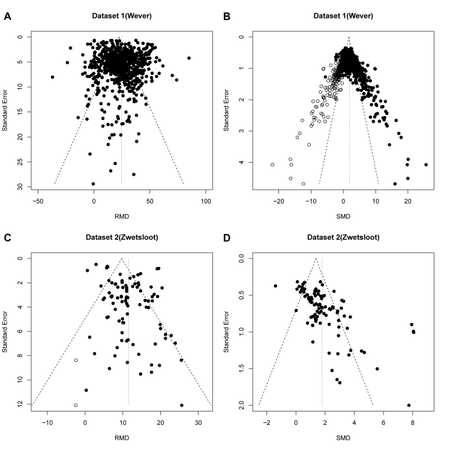 A
Dataset 1(Wever)
Standard Error
0
5
10
15
20
25
30
−50
0
50
100
RMD
B
Dataset 1(Wever)
Standard Error
0
1
2
3
4
−20
−10
0
10
20
SMD
C
Dataset 2(Zwetsloot)
Standard Error
0
2
4
6
8
10
12
−10
0
10
20
30
RMD
D
Dataset 2(Zwetsloot)
Standard Error
0.0
0.5
1.0
1.5
2.0
−2
0
2
4
6
8
SMD